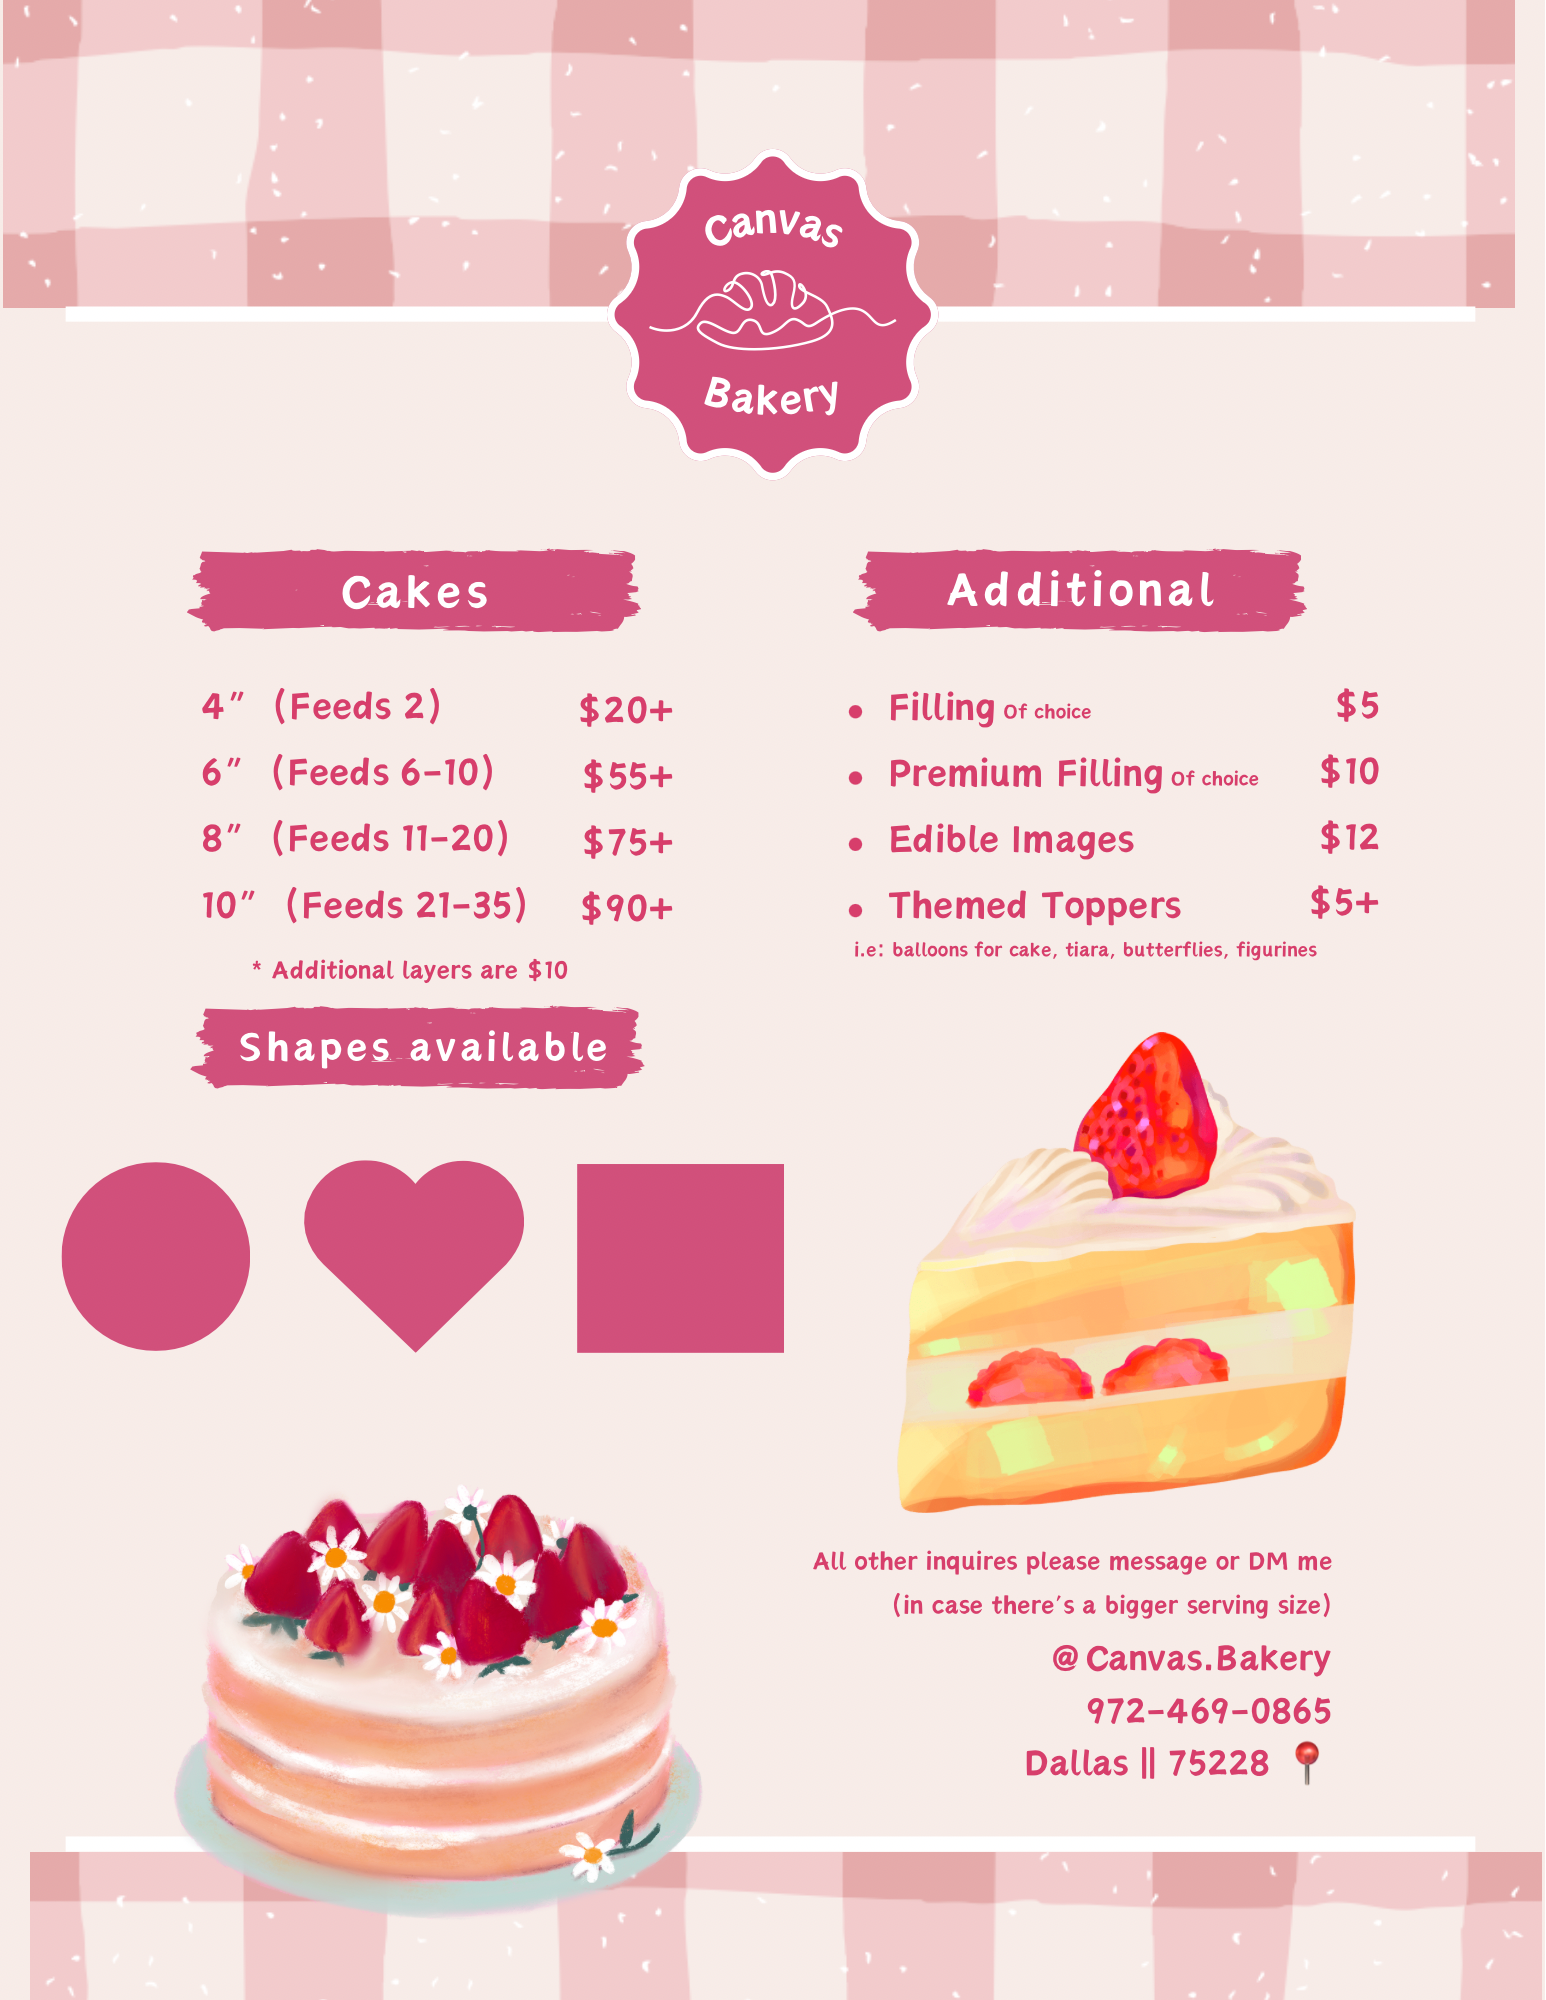 Canvas
Bakery
Cakes
4" (Feeds 2) $20+
6" (Feeds 6-10) $55+
8" (Feeds 11-20) $75+
10" (Feeds 21-35) $90+
* Additional layers are $10
Shapes available
Additional
• Filling Of choice $5
• Premium Filling Of choice $10
• Edible Images $12
• Themed Toppers $5+
i.e: balloons for cake, tiara, butterflies, figurines
All other inquires please message or DM me
(in case there's a bigger serving size)
@Canvas.Bakery
972-469-0865
Dallas || 75228 📍